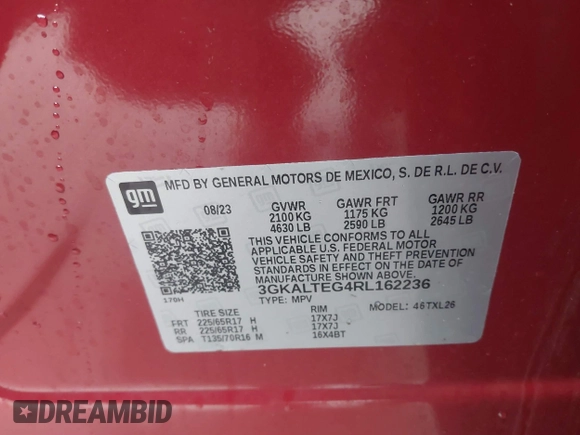 gm
MFD BY GENERAL MOTORS DE MEXICO, S. DE R.L. DE C.V.
08/23 GVWR GAWR FRT GAWR RR
2100 KG 1175 KG 1200 KG
4630 LB 2590 LB 2645 LB
THIS VEHICLE CONFORMS TO ALL
APPLICABLE U.S. FEDERAL MOTOR
VEHICLE SAFETY AND THEFT PREVENTION
STANDARDS IN EFFECT ON THE DATE OF
MANUFACTURE SHOWN ABOVE.
170H 3GKALTEG4RL162236
TYPE: MPV MODEL: 46TXL26
TIRE SIZE RIM
FRT 225/65R17 H 17X7J
RR 225/65R17 H 17X7J
SPA T135/70R16 M 16X4BT
DREAMBID